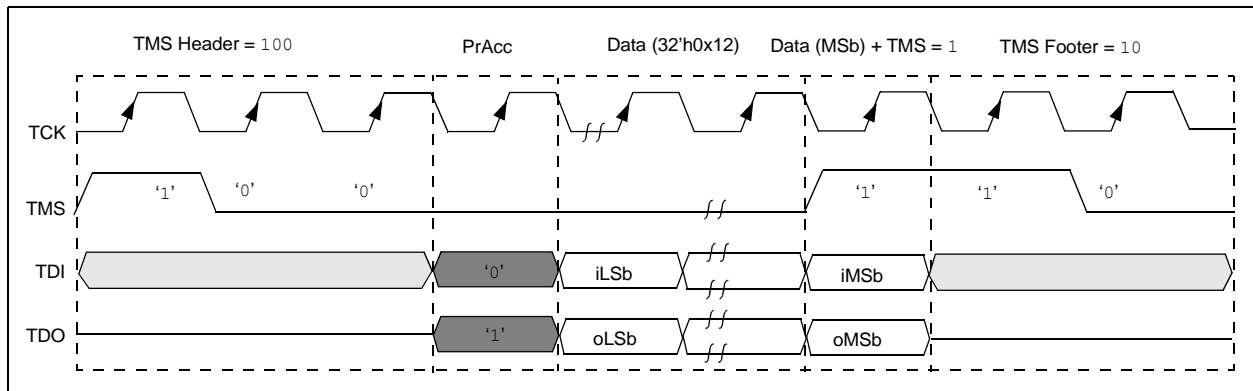 TMS Header = 100 PrAcc Data (32'h0x12) Data (MSb) + TMS = 1 TMS Footer = 10
TCK
TMS '1' '0' '0' '1' '1' '0'
TDI '0' iLSb iMSb
TDO '1' oLSb oMSb